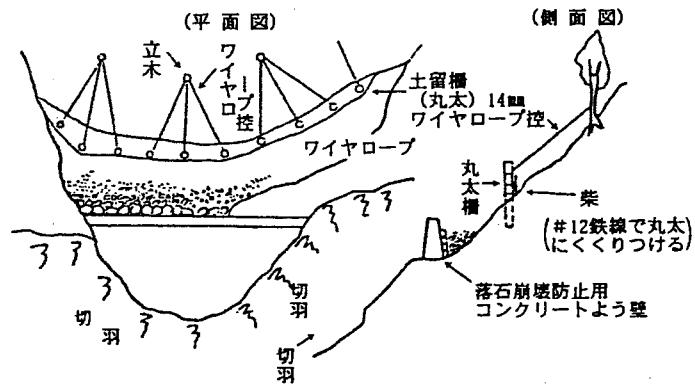 (平面図)
立木
ワイヤロープ控
土留柵
(丸太)
ワイヤロープ
切羽
切羽
(側面図)
14mm
ワイヤロープ控
丸太柵
柴
(#12鉄線で丸太
にくくりつける)
落石崩壊防止用
コンクリートよう壁
切羽